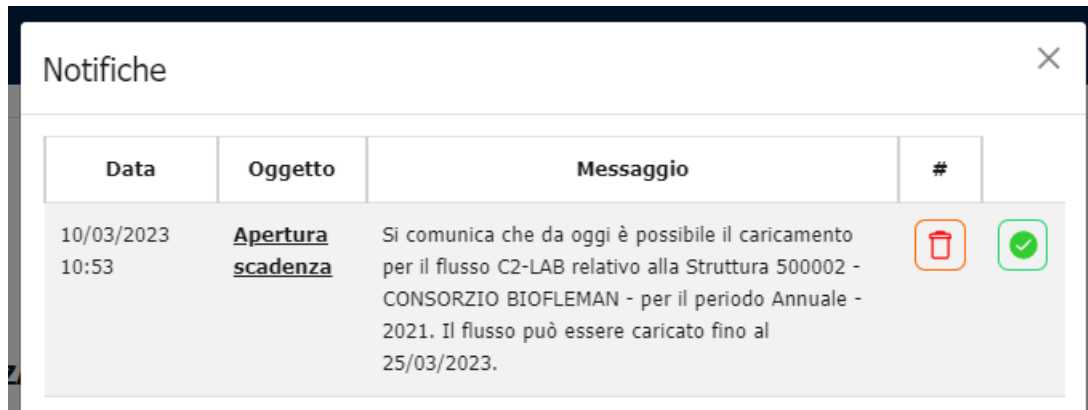 Notifiche
Data
Oggetto
Messaggio
#
10/03/2023
10:53
Apertura
scadenza
Si comunica che da oggi è possibile il caricamento
per il flusso C2-LAB relativo alla Struttura 500002 -
CONSORZIO BIOFLEMAN - per il periodo Annuale -
2021. Il flusso può essere caricato fino al
25/03/2023.